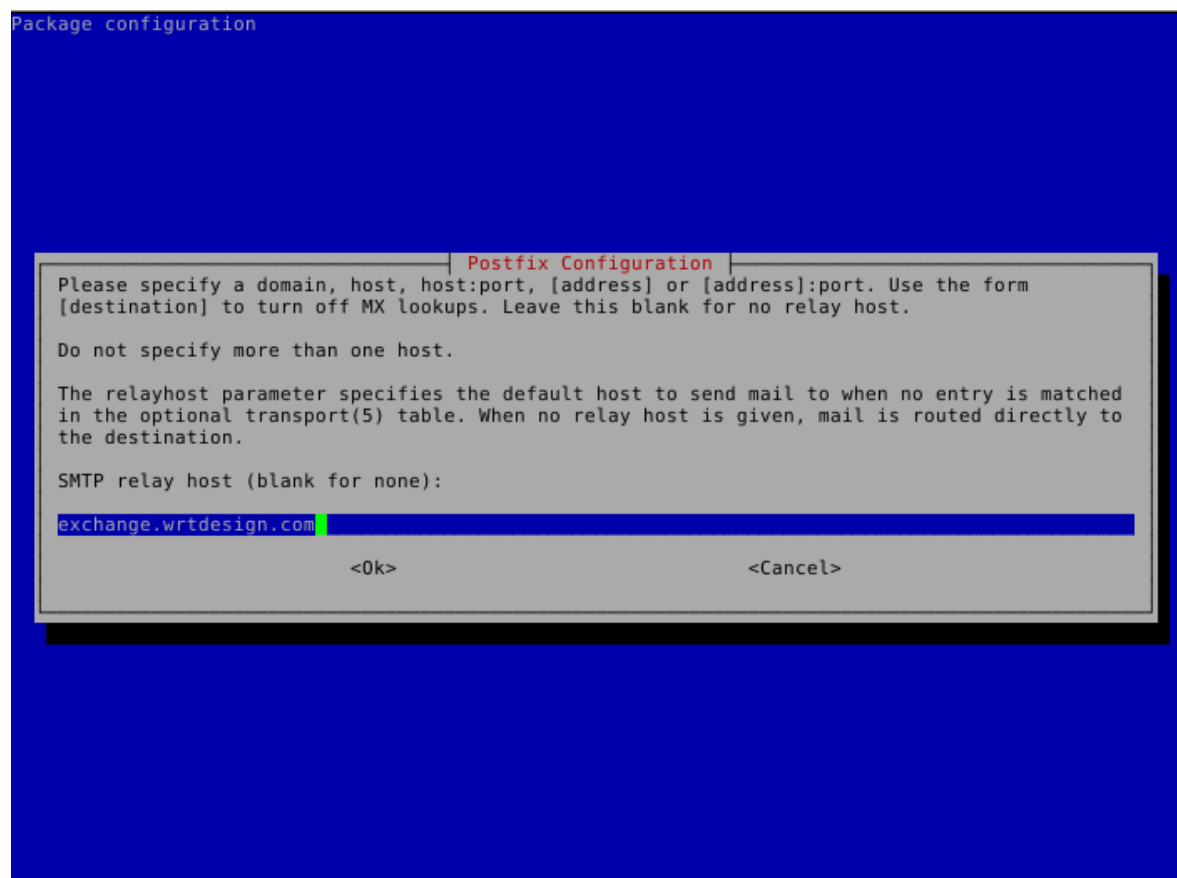 Package configuration
Postfix Configuration
Please specify a domain, host, host:port, [address] or [address]:port. Use the form
[destination] to turn off MX lookups. Leave this blank for no relay host.
Do not specify more than one host.
The relayhost parameter specifies the default host to send mail to when no entry is matched
in the optional transport(5) table. When no relay host is given, mail is routed directly to
the destination.
SMTP relay host (blank for none):
exchange.wrtdesign.com
<Ok> <Cancel>